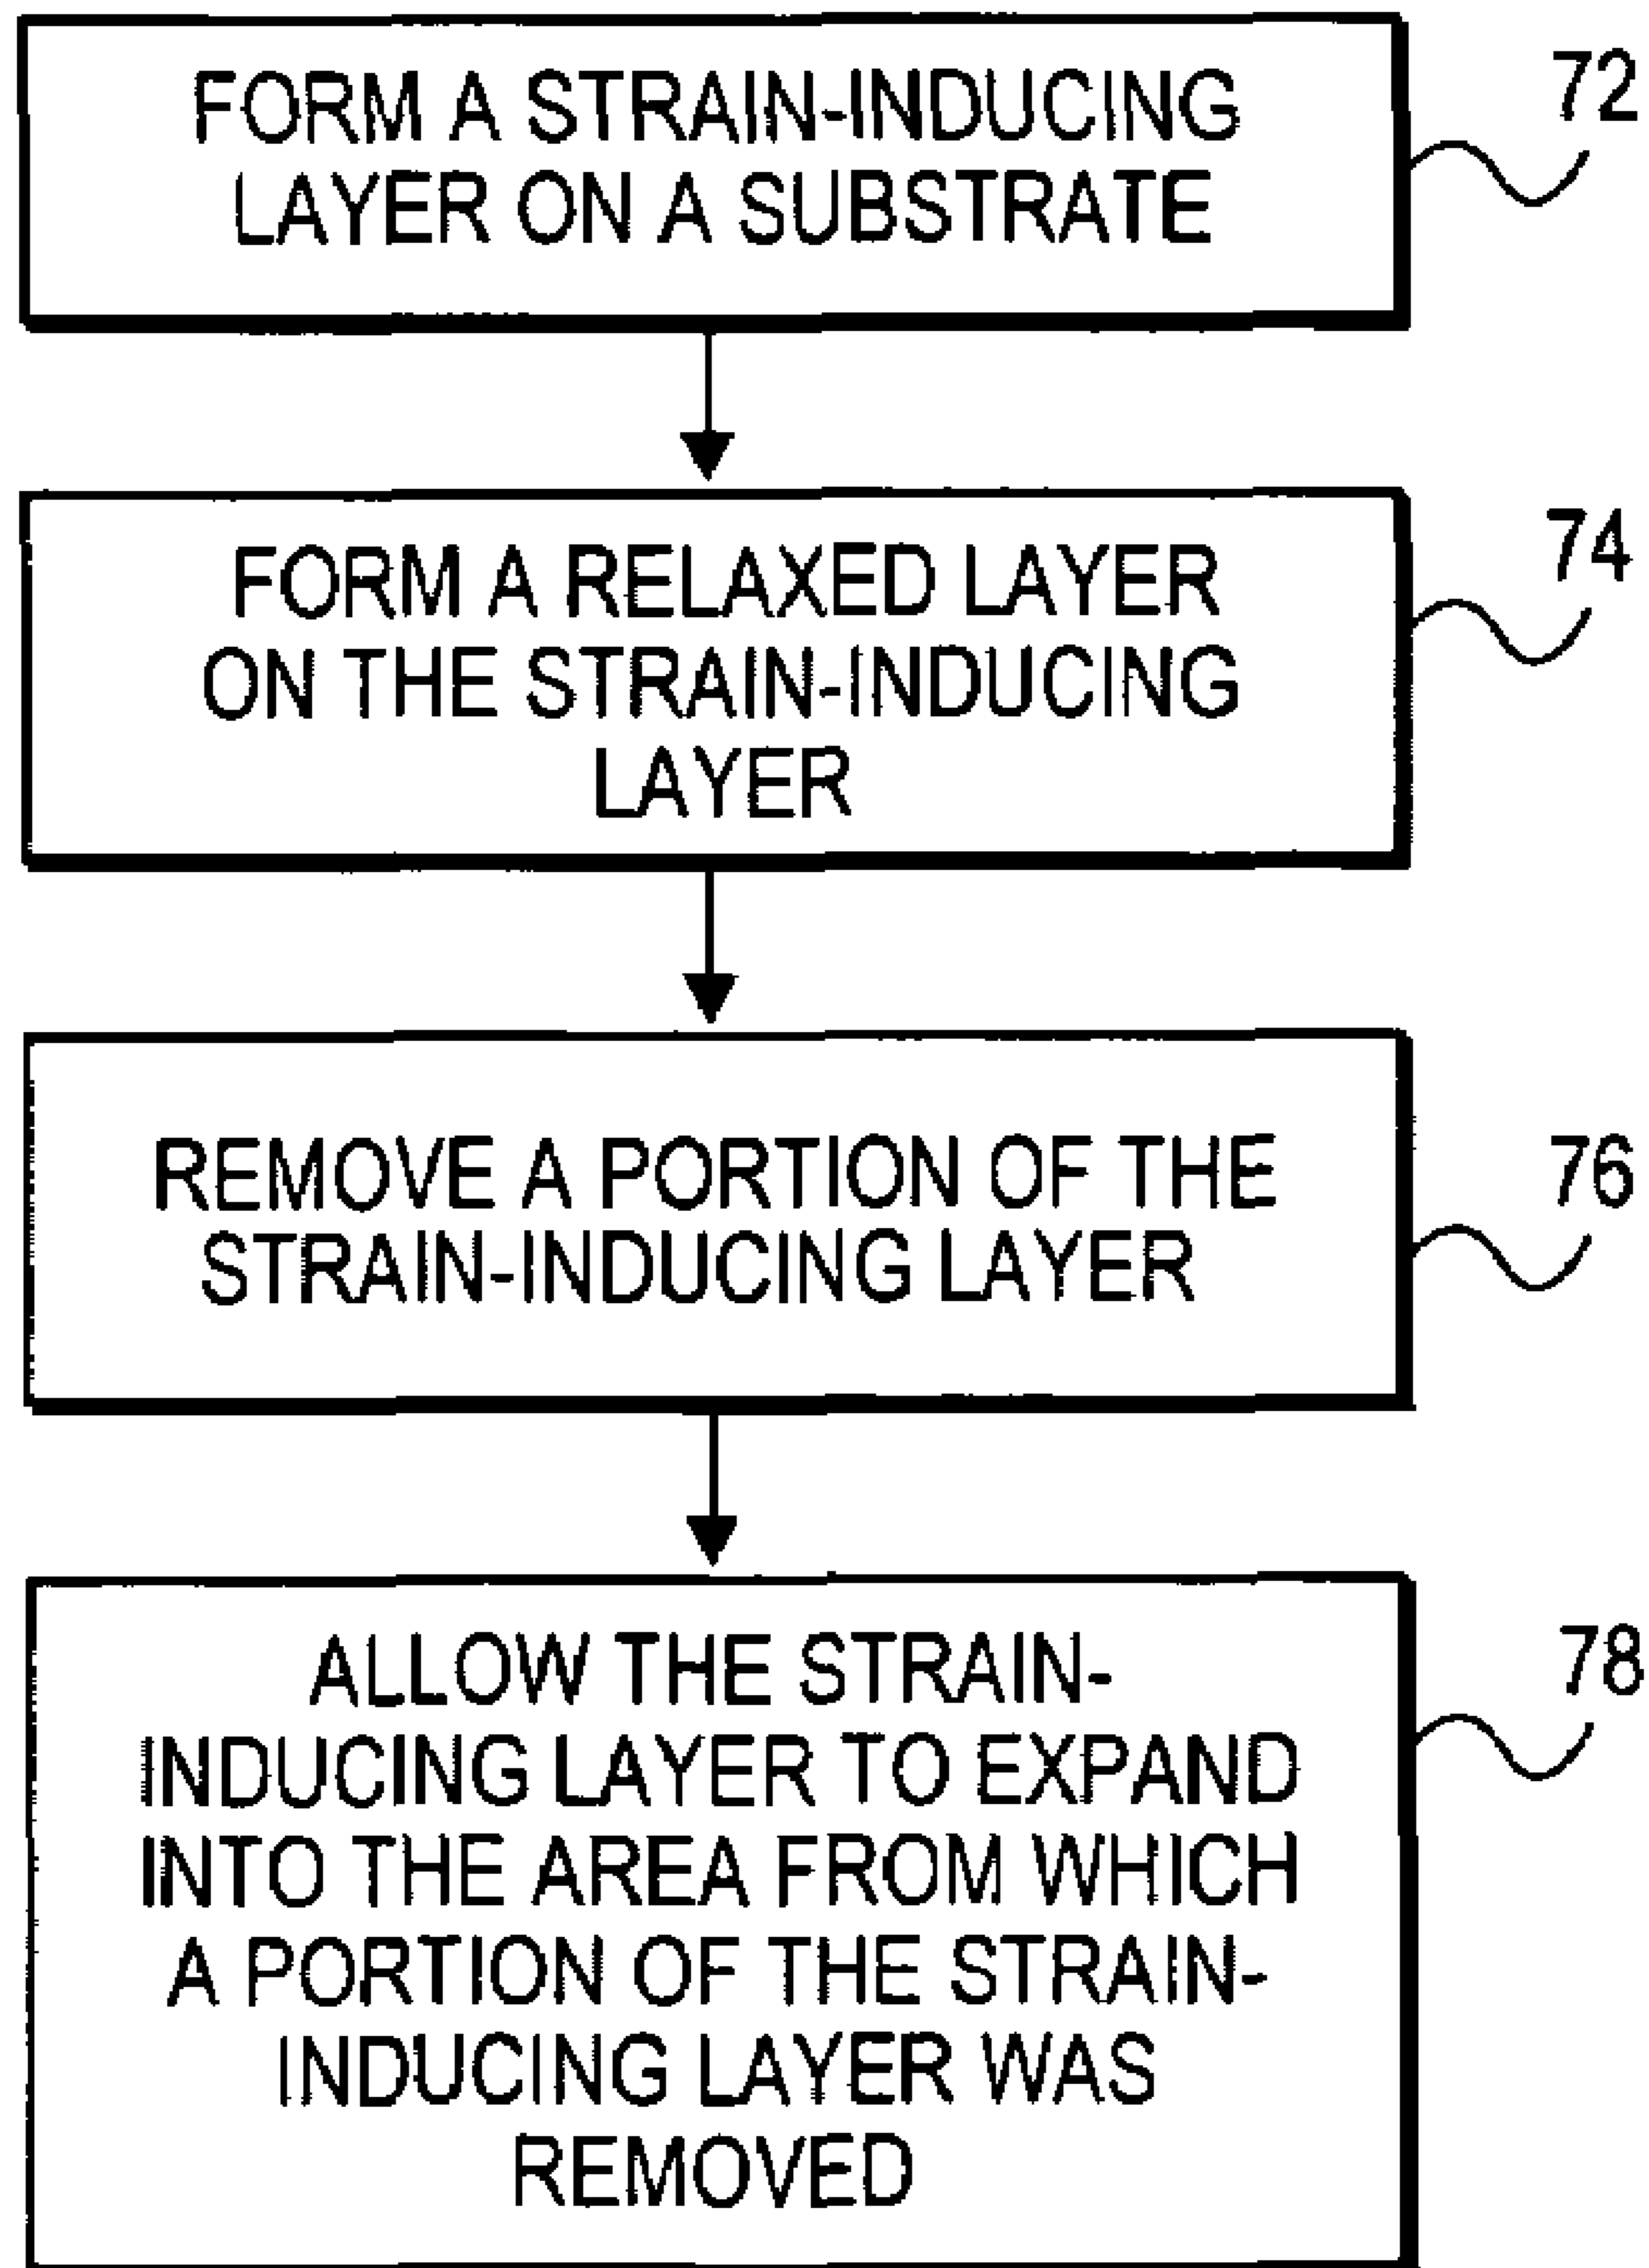 FORM A STRAIN-INDUCING
LAYER ON A SUBSTRATE
72
FORM A RELAXED LAYER
ON THE STRAIN-INDUCING
LAYER
74
REMOVE A PORTION OF THE
STRAIN-INDUCING LAYER
76
ALLOW THE STRAIN-
INDUCING LAYER TO EXPAND
INTO THE AREA FROM WHICH
A PORTION OF THE STRAIN-
INDUCING LAYER WAS
REMOVED
78